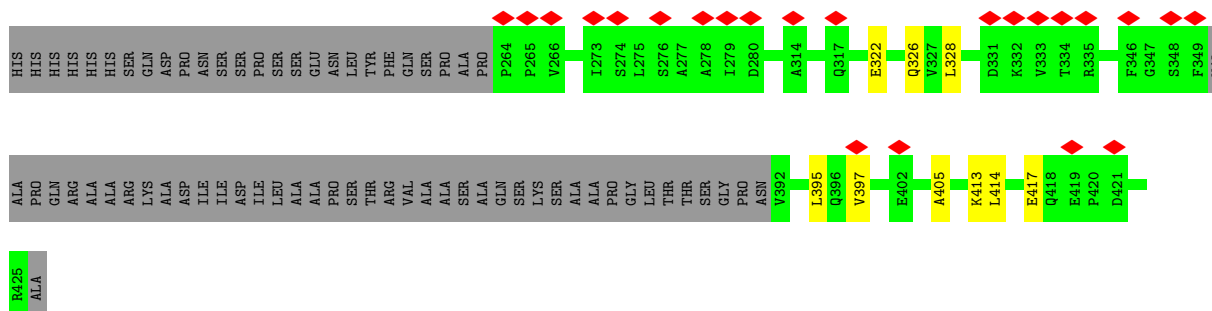 HIS HIS HIS HIS HIS HIS SER GLN ASP PRO ASN SER SER PRO SER SER GLU ASN LEU TYR PHE GLN SER PRO ALA PRO P264 P265 V266 I273 S274 L275 S276 A277 A278 I279 D280 A314 Q317 E322 Q326 V327 L328 D331 K332 V333 T334 R335 F346 G347 S348 F349
ALA PRO GLN ARG ALA ALA ARG LYS ALA ASP ILE ILE ASP ILE LEU ALA ALA PRO SER THR ARG VAL ALA ALA SER ALA GLN SER LYS SER ALA ALA PRO GLY LEU THR THR SER GLY PRO ASN V392 L395 Q396 V397 E402 A405 K413 L414 E417 Q418 E419 P420 D421
R425 ALA